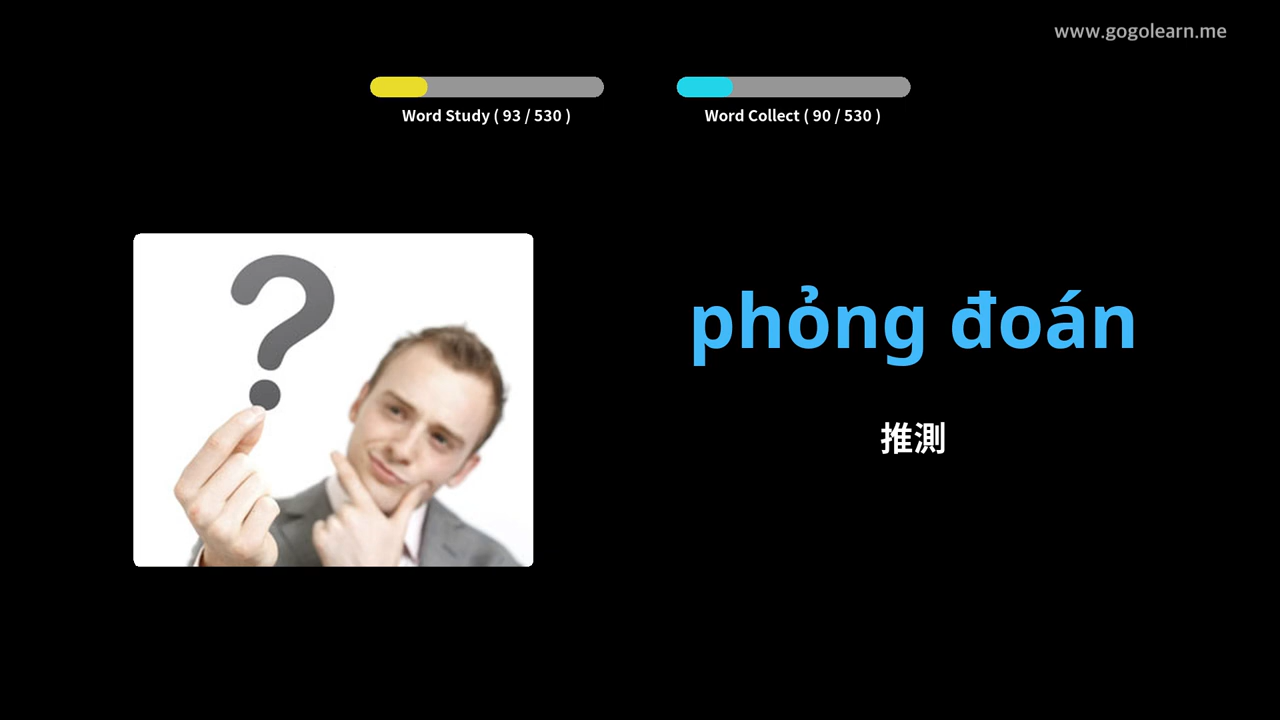 www.gogolearn.me
Word Study ( 93 / 530 )
Word Collect ( 90 / 530 )
phỏng đoán
推測